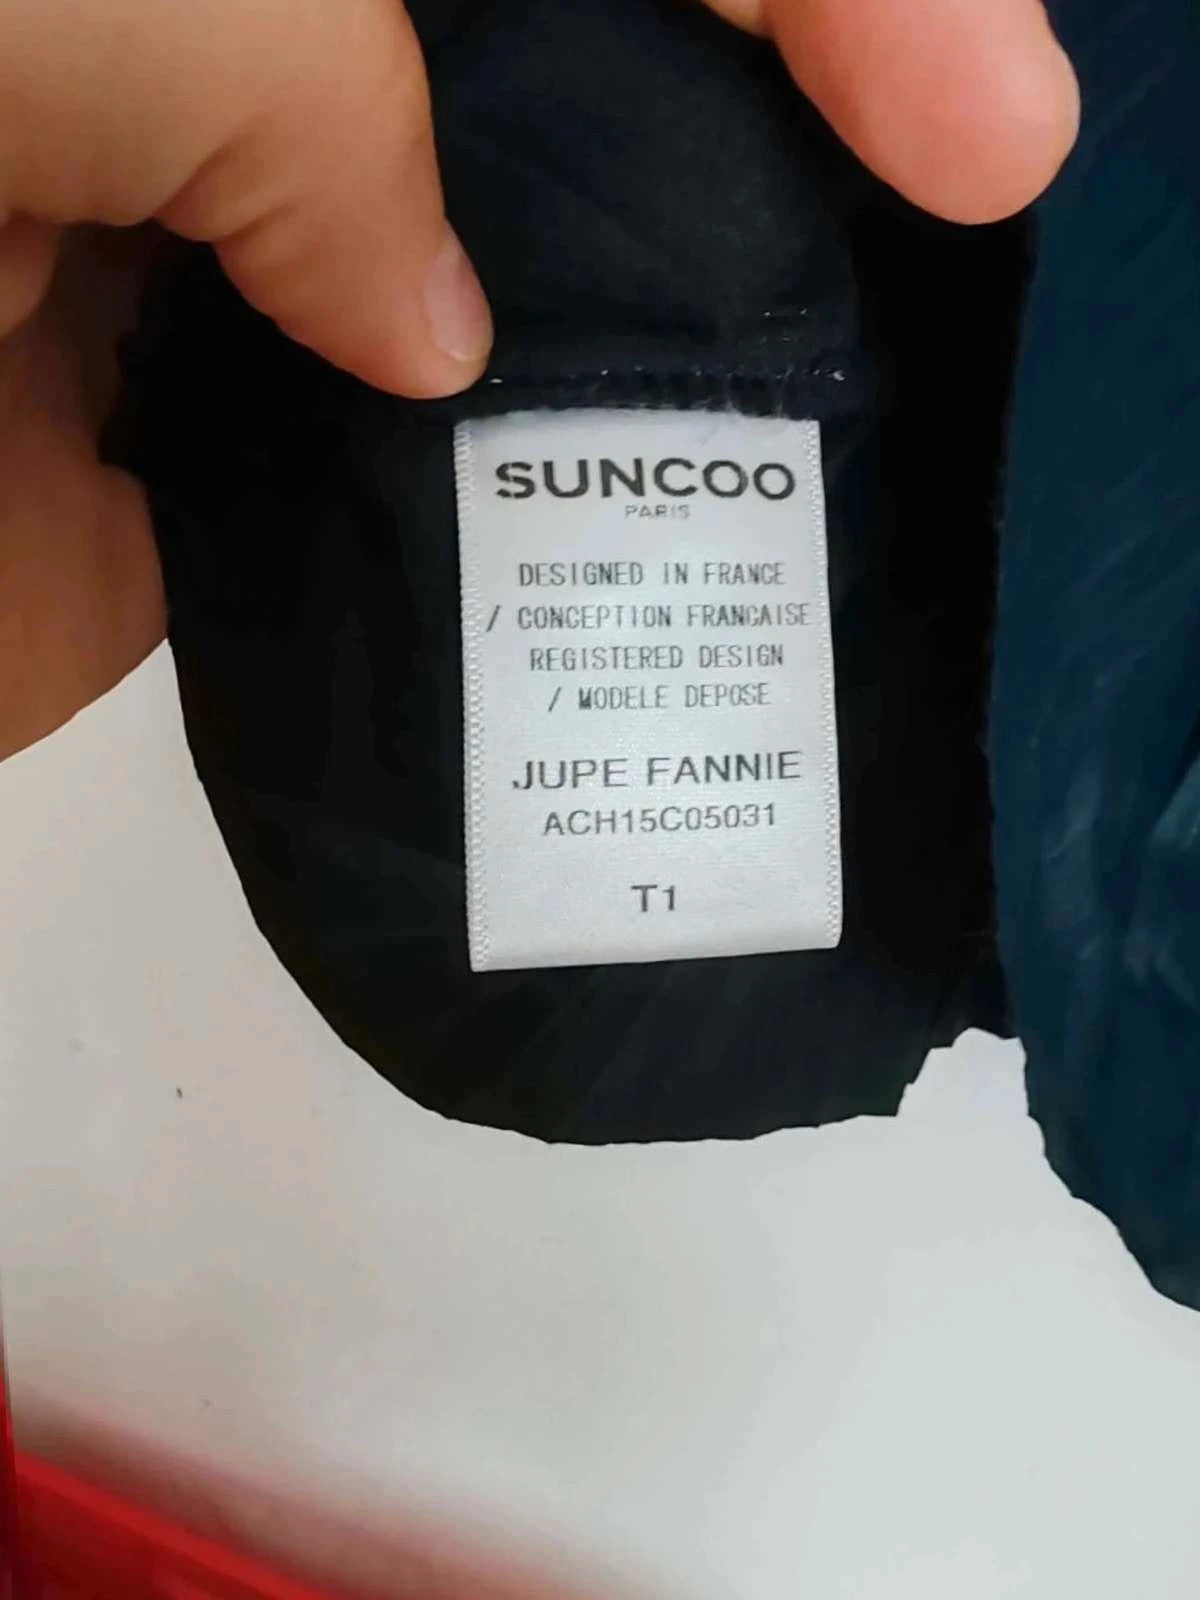 SUNCOO
PARIS
DESIGNED IN FRANCE
/ CONCEPTION FRANCAISE
REGISTERED DESIGN
/ MODELE DEPOSE
JUPE FANNIE
ACH15C05031
T1